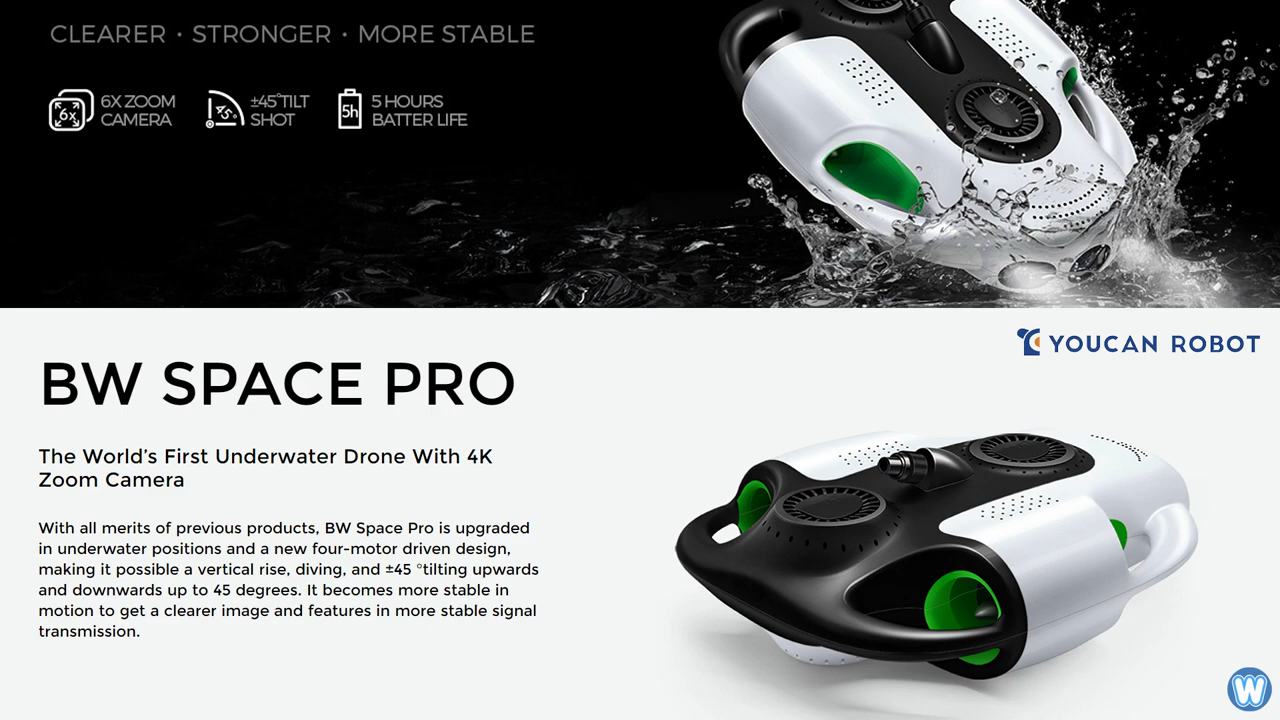 CLEARER · STRONGER · MORE STABLE
6x
6X ZOOM
CAMERA
45°
±45°TILT
SHOT
5h
5 HOURS
BATTER LIFE
YOUCAN ROBOT
BW SPACE PRO
The World's First Underwater Drone With 4K
Zoom Camera
With all merits of previous products, BW Space Pro is upgraded
in underwater positions and a new four-motor driven design,
making it possible a vertical rise, diving, and ±45 °tilting upwards
and downwards up to 45 degrees. It becomes more stable in
motion to get a clearer image and features in more stable signal
transmission.
W